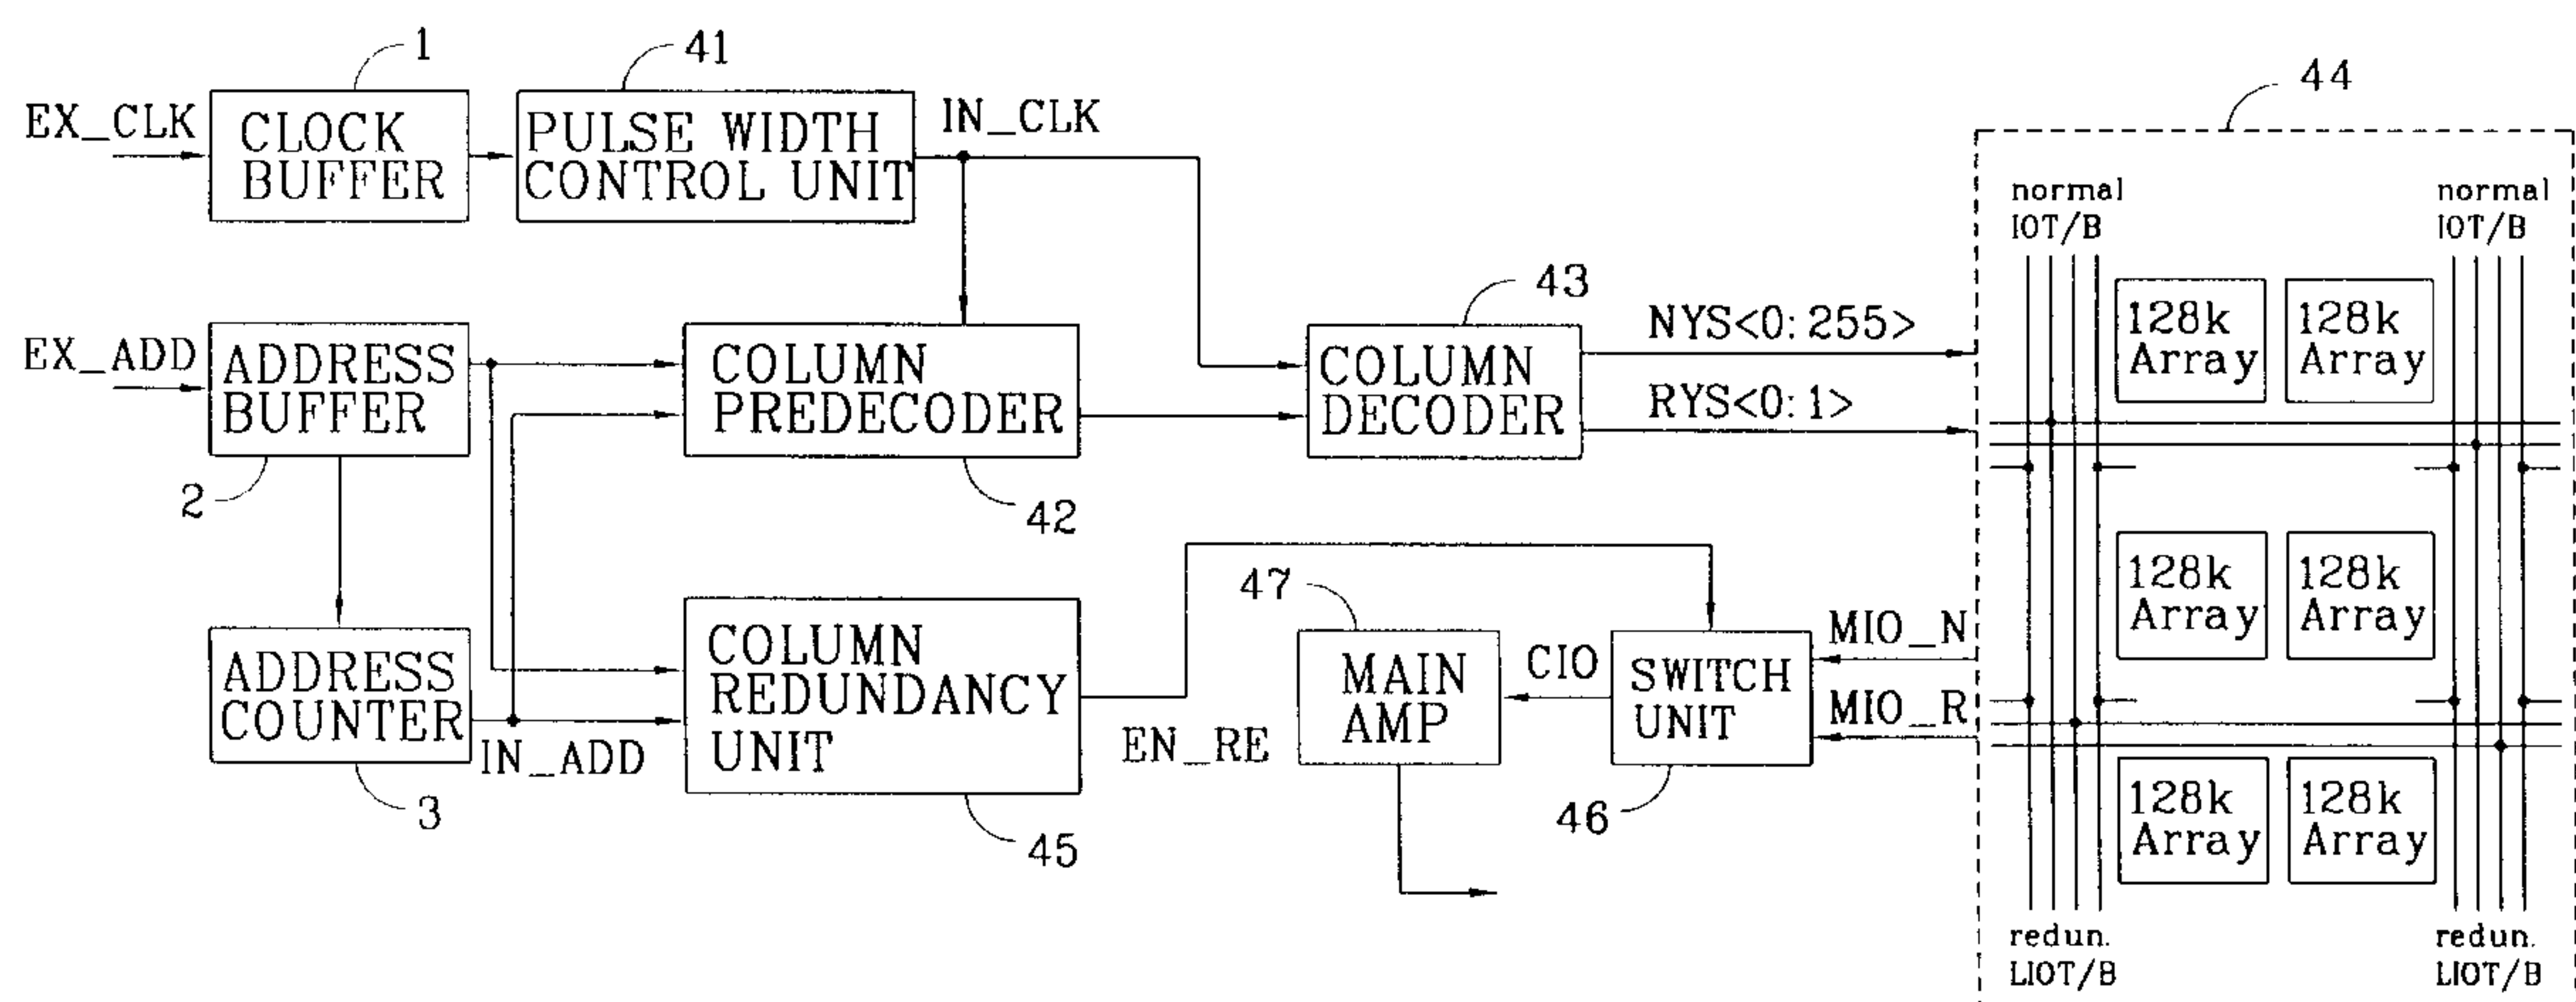 1
41
44
EX_CLK
CLOCK
BUFFER
PULSE WIDTH
CONTROL UNIT
IN_CLK
normal
IOT/B
normal
IOT/B
43
EX_ADD
ADDRESS
BUFFER
2
COLUMN
PREDECODER
42
COLUMN
DECODER
NYS<0:255>
RYS<0:1>
128k
Array
128k
Array
47
ADDRESS
COUNTER
3
IN_ADD
COLUMN
REDUNDANCY
UNIT
45
EN_RE
MAIN
AMP
CIO
SWITCH
UNIT
46
MIO_N
MIO_R
128k
Array
128k
Array
128k
Array
128k
Array
redun.
LIOT/B
redun.
LIOT/B